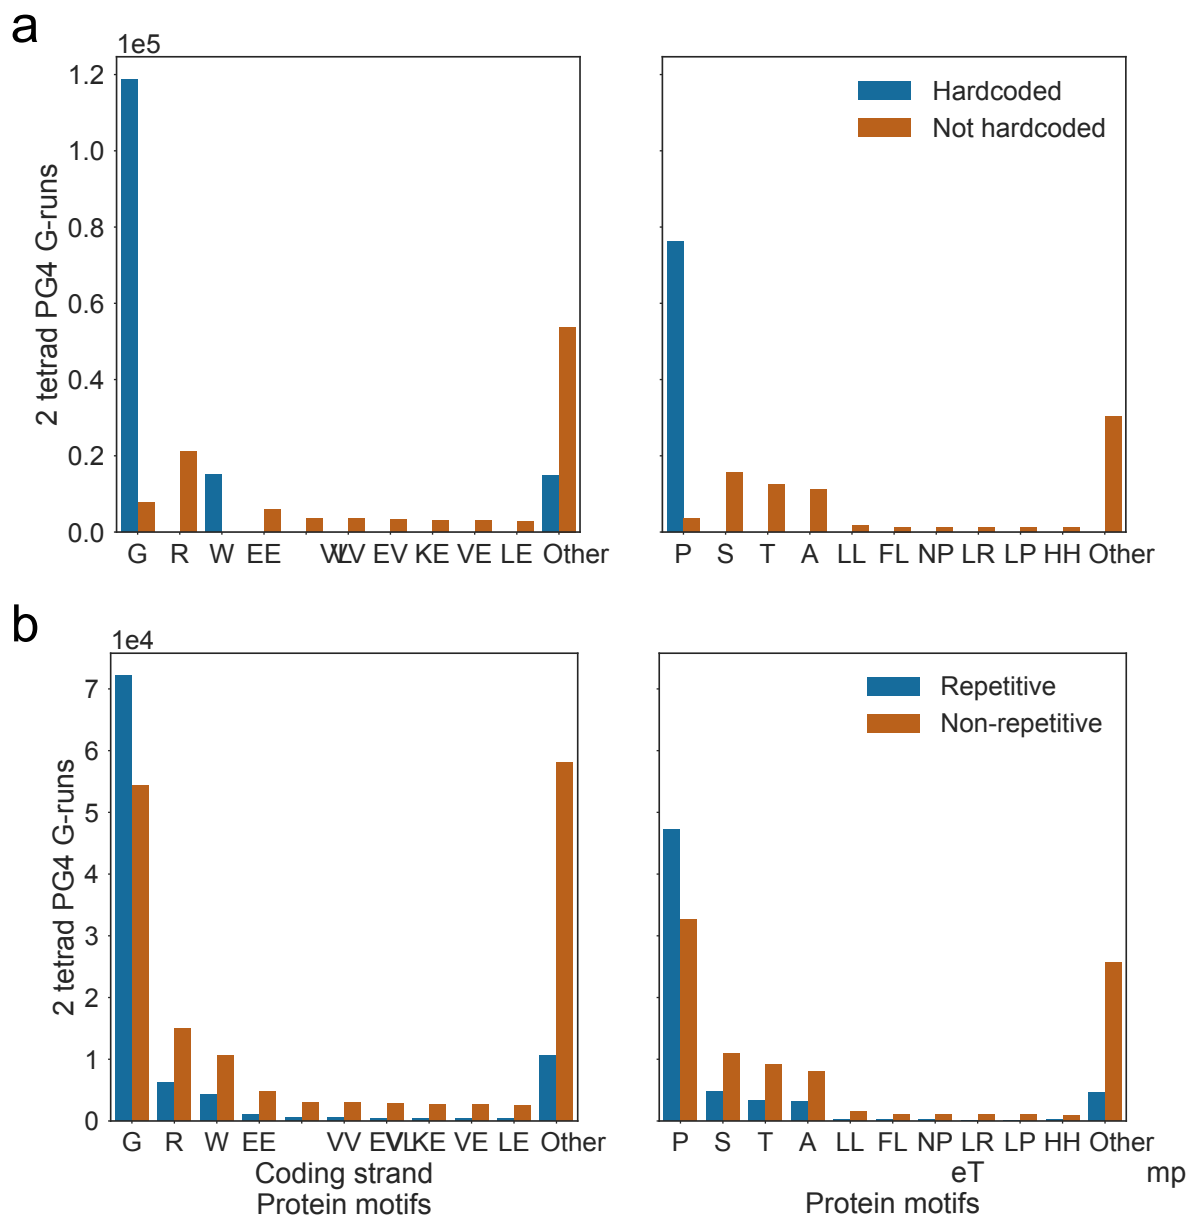 a
1e5
1.2
1.0
0.8
0.6
0.4
0.2
0.0
2 tetrad PG4 G-runs
Hardcoded
Not hardcoded
G R W EE VL VV EV KE VE LE Other
P S T A LL FL NP LR LP HH Other
b
1e4
7
6
5
4
3
2
1
0
2 tetrad PG4 G-runs
Repetitive
Non-repetitive
G R W EE VV EV VL KE VE LE Other
P S T A LL FL NP LR LP HH Other
Coding strand
eT mp
Protein motifs
Protein motifs